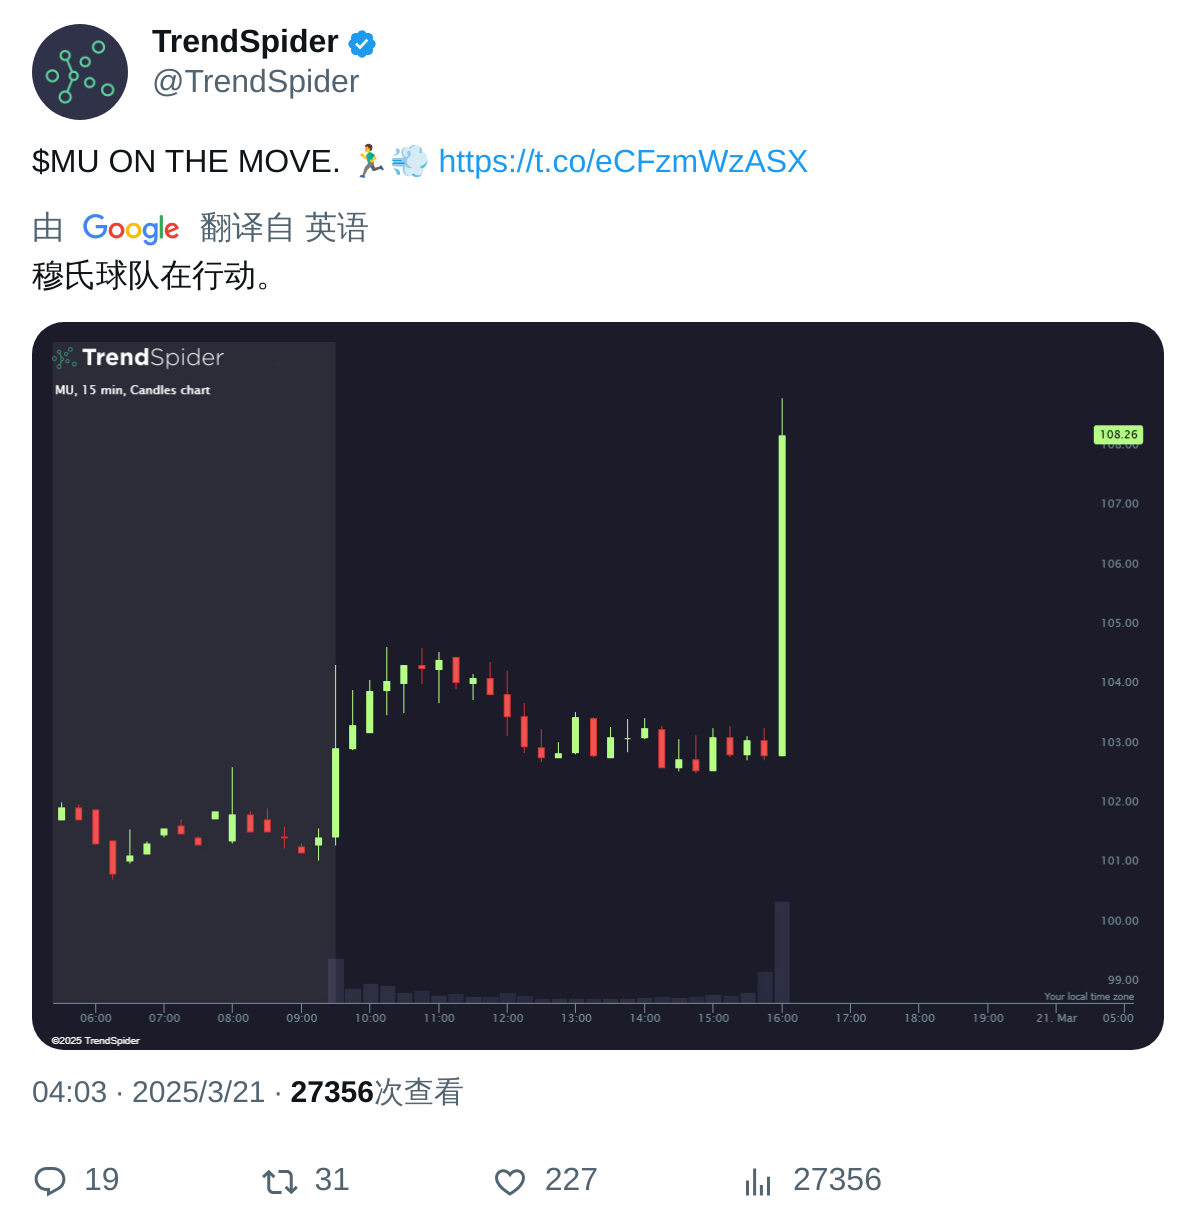 TrendSpider
@TrendSpider
$MU ON THE MOVE. 🏃‍♂️💨 https://t.co/eCFzmWzASX
由 Google 翻译自 英语
穆氏球队在行动。
TrendSpider
MU, 15 min, Candles chart
108.26
108.00
107.00
106.00
105.00
104.00
103.00
102.00
101.00
100.00
99.00
Your local time zone
06:00 07:00 08:00 09:00 10:00 11:00 12:00 13:00 14:00 15:00 16:00 17:00 18:00 19:00 21. Mar 05:00
©2025 TrendSpider
04:03 · 2025/3/21 · 27356次查看
19 31 227 27356